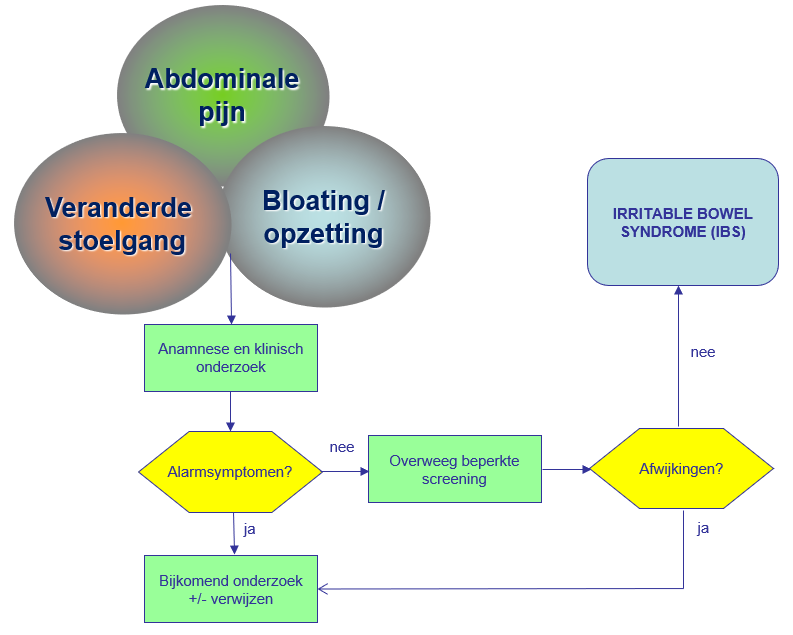 Abdominale
pijn
Veranderde
stoelgang
Bloating /
opzetting
IRRITABLE BOWEL
SYNDROME (IBS)
Anamnese en klinisch
onderzoek
nee
Alarmsymptomen?
nee
Overweeg beperkte
screening
Afwijkingen?
ja
ja
Bijkomend onderzoek
+/- verwijzen